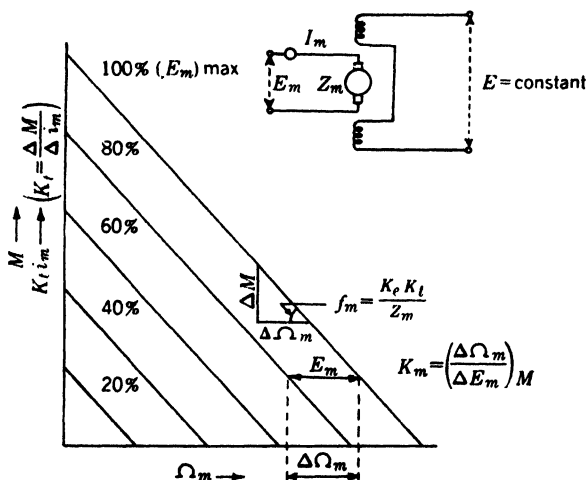 100% (E_m) max
80%
60%
40%
20%
M →
K_t i_m → (K_t = ΔM / Δi_m)
I_m
E_m
Z_m
E = constant
ΔM
ΔΩ_m
f_m = K_e K_t / Z_m
E_m
K_m = (ΔΩ_m / ΔE_m)_M
Ω_m →
ΔΩ_m